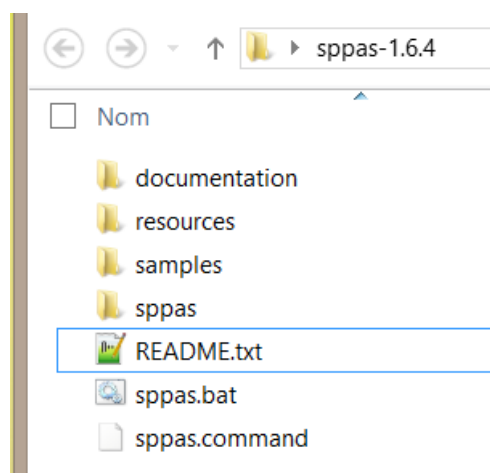 sppas-1.6.4
Nom
documentation
resources
samples
sppas
README.txt
sppas.bat
sppas.command